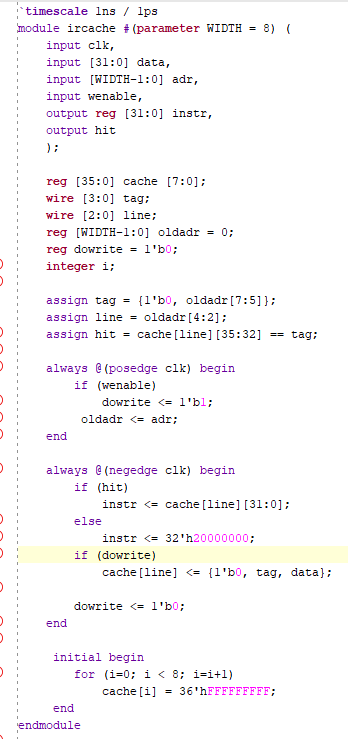 `timescale 1ns / 1ps
module ircache #(parameter WIDTH = 8) (
input clk,
input [31:0] data,
input [WIDTH-1:0] adr,
input wenable,
output reg [31:0] instr,
output hit
);
reg [35:0] cache [7:0];
wire [3:0] tag;
wire [2:0] line;
reg [WIDTH-1:0] oldadr = 0;
reg dowrite = 1'b0;
integer i;
assign tag = {1'b0, oldadr[7:5]};
assign line = oldadr[4:2];
assign hit = cache[line][35:32] == tag;
always @(posedge clk) begin
if (wenable)
dowrite <= 1'b1;
oldadr <= adr;
end
always @(negedge clk) begin
if (hit)
instr <= cache[line][31:0];
else
instr <= 32'h20000000;
if (dowrite)
cache[line] <= {1'b0, tag, data};
dowrite <= 1'b0;
end
initial begin
for (i=0; i < 8; i=i+1)
cache[i] = 36'hFFFFFFFFF;
end
endmodule